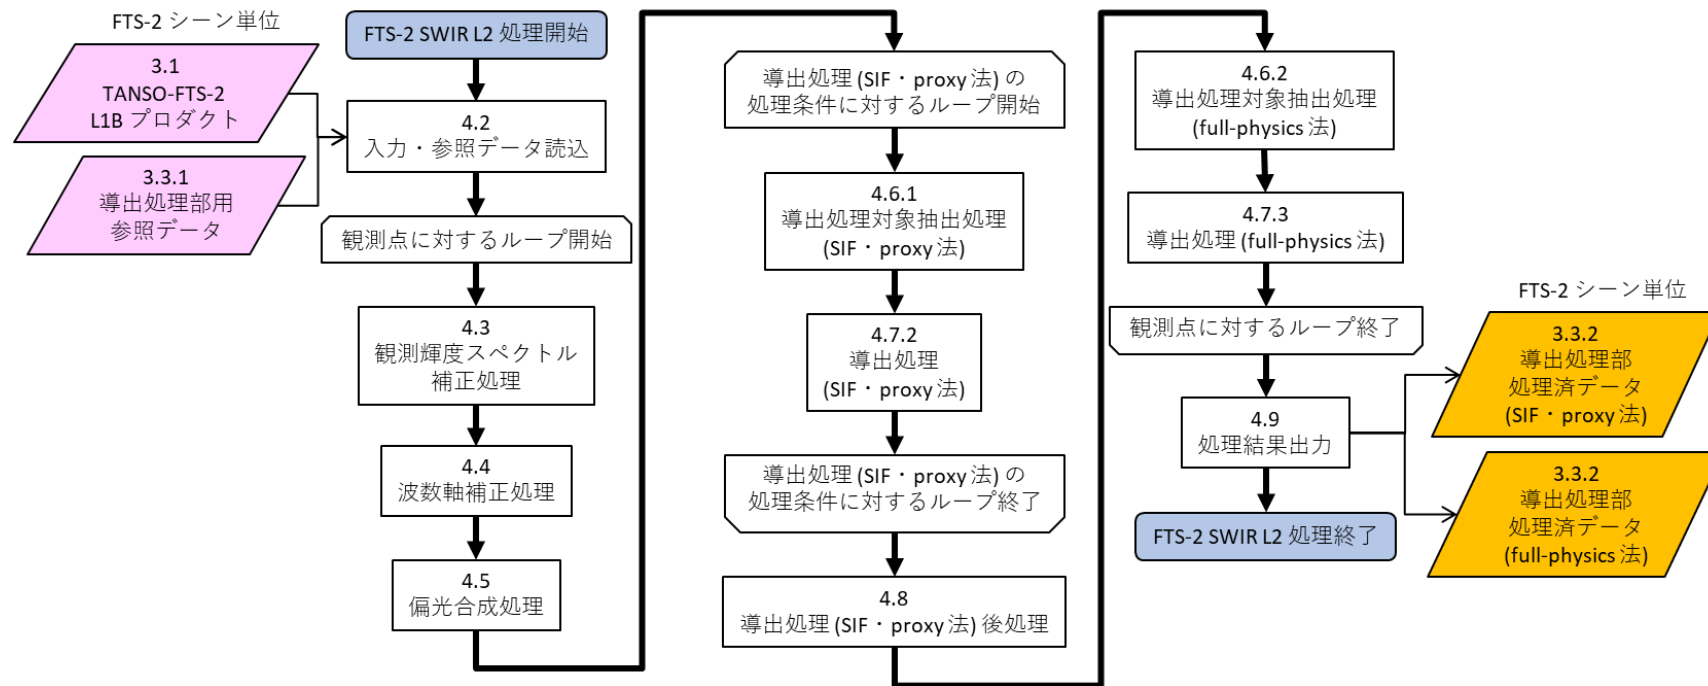 FTS-2 シーン単位
3.1
TANSO-FTS-2
L1B プロダクト
3.3.1
導出処理部用
参照データ
FTS-2 SWIR L2 処理開始
4.2
入力・参照データ読込
観測点に対するループ開始
4.3
観測輝度スペクトル
補正処理
4.4
波数軸補正処理
4.5
偏光合成処理
導出処理 (SIF・proxy 法) の
処理条件に対するループ開始
4.6.1
導出処理対象抽出処理
(SIF・proxy 法)
4.7.2
導出処理
(SIF・proxy 法)
導出処理 (SIF・proxy 法) の
処理条件に対するループ終了
4.8
導出処理 (SIF・proxy 法) 後処理
4.6.2
導出処理対象抽出処理
(full-physics 法)
4.7.3
導出処理 (full-physics 法)
観測点に対するループ終了
4.9
処理結果出力
FTS-2 SWIR L2 処理終了
FTS-2 シーン単位
3.3.2
導出処理部
処理済データ
(SIF・proxy 法)
3.3.2
導出処理部
処理済データ
(full-physics 法)